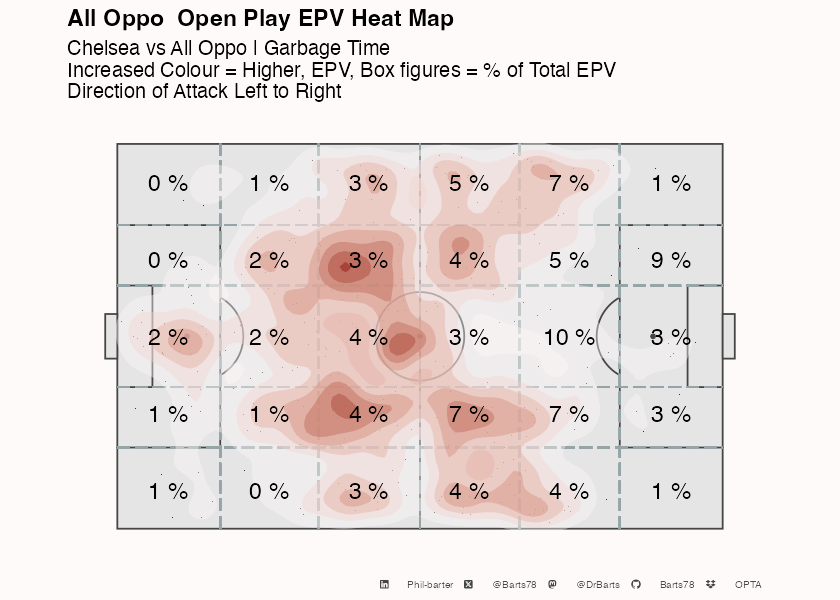 All Oppo  Open Play EPV Heat Map
Chelsea vs All Oppo | Garbage Time
Increased Colour = Higher, EPV, Box figures = % of Total EPV
Direction of Attack Left to Right
0 % 1 % 3 % 5 % 7 % 1 %
0 % 2 % 3 % 4 % 5 % 9 %
2 % 2 % 4 % 3 % 10 % 8 %
1 % 1 % 4 % 7 % 7 % 3 %
1 % 0 % 3 % 4 % 4 % 1 %
Phil-barter @Barts78 @DrBarts Barts78 OPTA